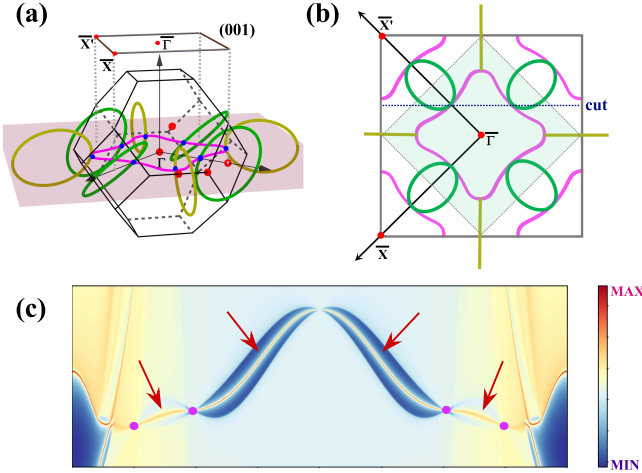 (a)
X̅'
Γ̅
(001)
X̅
Γ
(b)
X̅'
cut
Γ̅
X̅
(c)
MAX
MIN